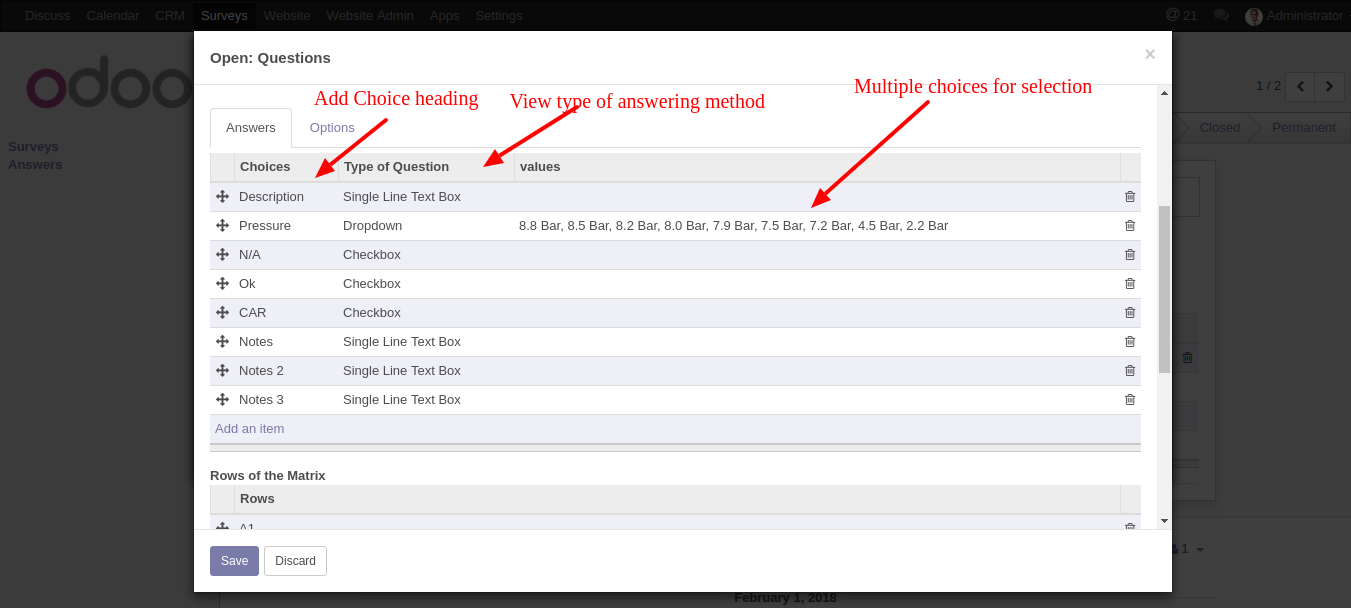 Discuss Calendar CRM Surveys Website Website Admin Apps Settings @ 21 Administrator
Open: Questions ×
odoo
1 / 2
Add Choice heading View type of answering method Multiple choices for selection
Answers Options
Closed Permanent
Surveys
Answers
Choices Type of Question values
Description Single Line Text Box
Pressure Dropdown 8.8 Bar, 8.5 Bar, 8.2 Bar, 8.0 Bar, 7.9 Bar, 7.5 Bar, 7.2 Bar, 4.5 Bar, 2.2 Bar
N/A Checkbox
Ok Checkbox
CAR Checkbox
Notes Single Line Text Box
Notes 2 Single Line Text Box
Notes 3 Single Line Text Box
Add an item
Rows of the Matrix
Rows
A1
1
Save Discard
February 1, 2018